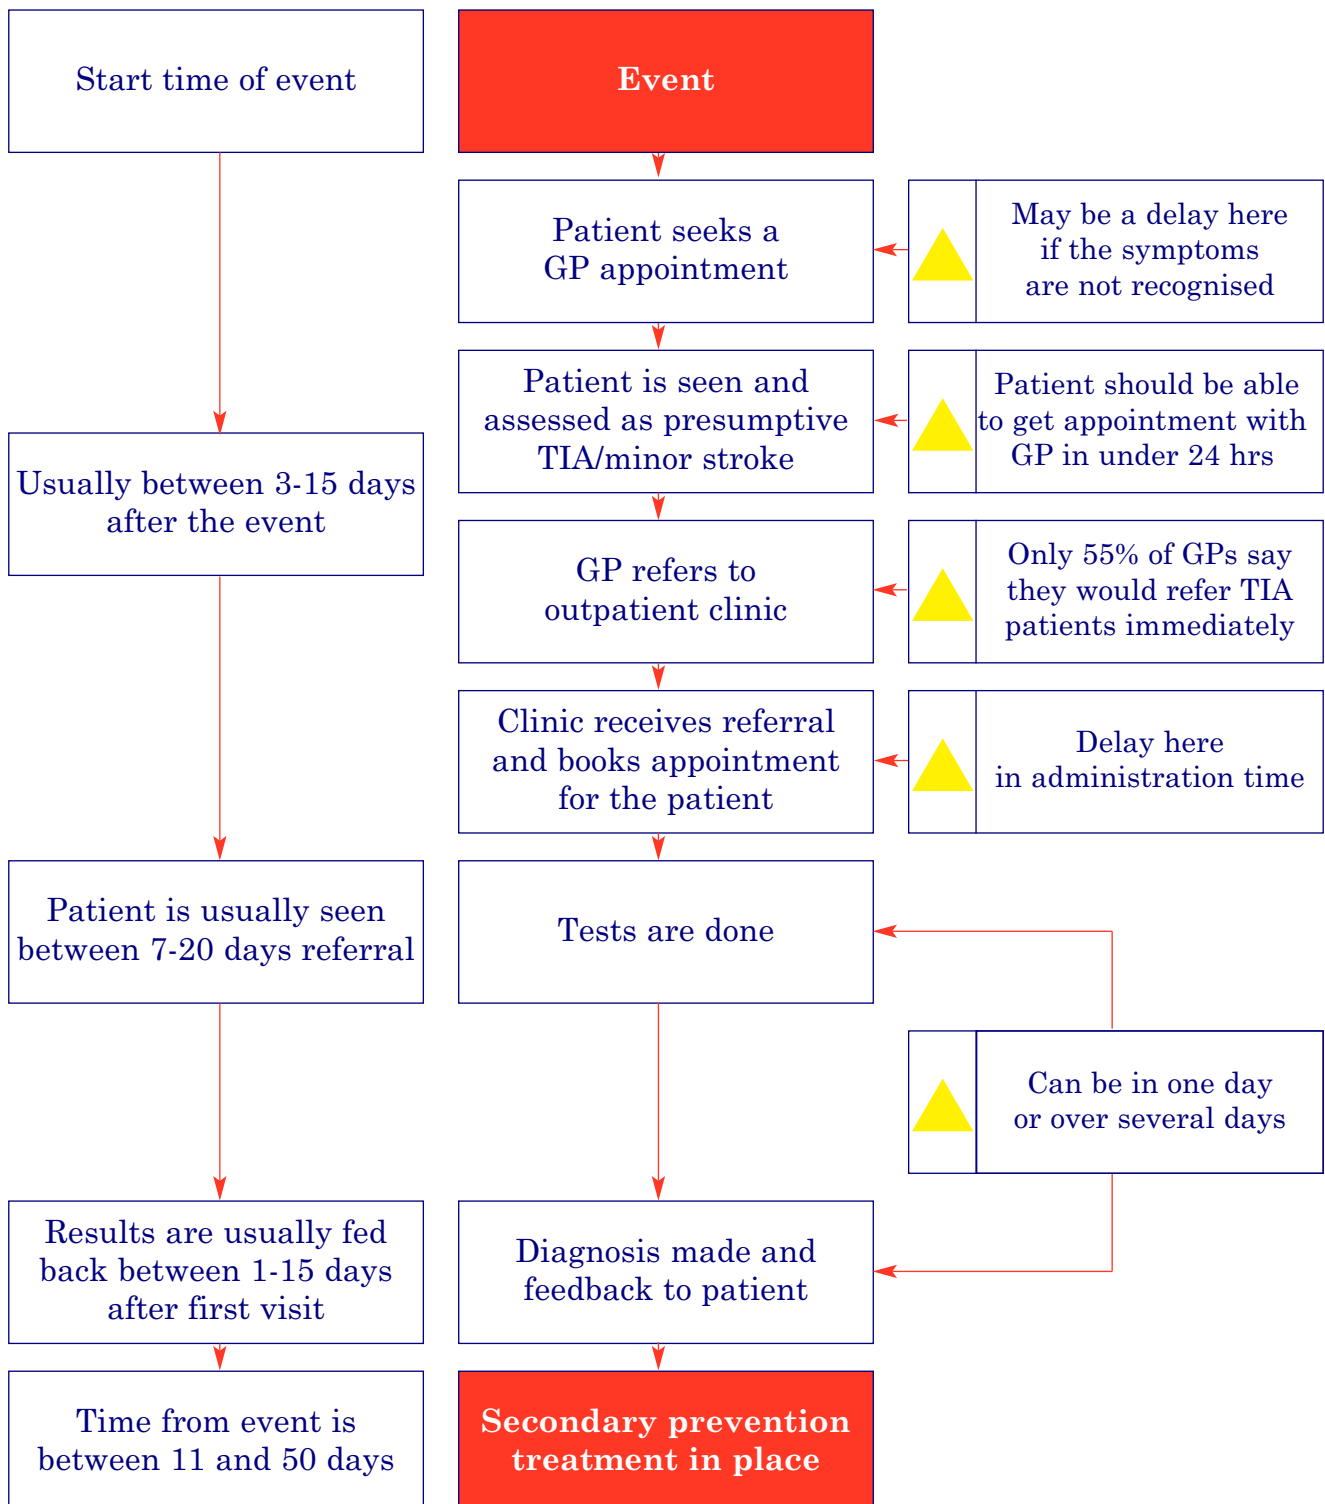 Start time of event
Event
Patient seeks a
GP appointment
May be a delay here
if the symptoms
are not recognised
Patient is seen and
assessed as presumptive
TIA/minor stroke
Patient should be able
to get appointment with
GP in under 24 hrs
Usually between 3-15 days
after the event
GP refers to
outpatient clinic
Only 55% of GPs say
they would refer TIA
patients immediately
Clinic receives referral
and books appointment
for the patient
Delay here
in administration time
Patient is usually seen
between 7-20 days referral
Tests are done
Can be in one day
or over several days
Results are usually fed
back between 1-15 days
after first visit
Diagnosis made and
feedback to patient
Time from event is
between 11 and 50 days
Secondary prevention
treatment in place